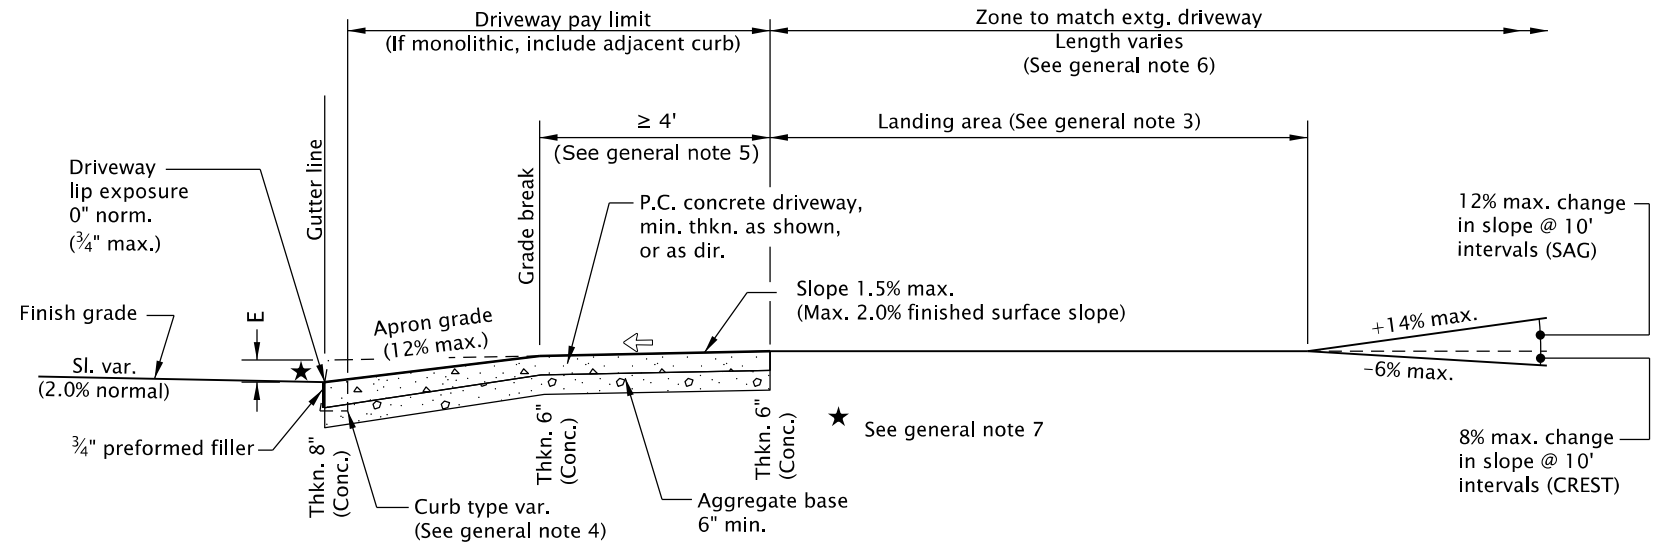 Driveway pay limit
(If monolithic, include adjacent curb)
Zone to match extg. driveway
Length varies
(See general note 6)
≥ 4'
(See general note 5)
Landing area (See general note 3)
Driveway
lip exposure
0" norm.
(¾" max.)
Gutter line
Grade break
P.C. concrete driveway,
min. thkn. as shown,
or as dir.
12% max. change
in slope @ 10'
intervals (SAG)
Finish grade
E
Apron grade
(12% max.)
Slope 1.5% max.
(Max. 2.0% finished surface slope)
+14% max.
-6% max.
Sl. var.
(2.0% normal)
★
¾" preformed filler
Thkn. 8"
(Conc.)
Thkn. 6"
(Conc.)
Thkn. 6"
(Conc.)
★ See general note 7
8% max. change
in slope @ 10'
intervals (CREST)
Curb type var.
(See general note 4)
Aggregate base
6" min.